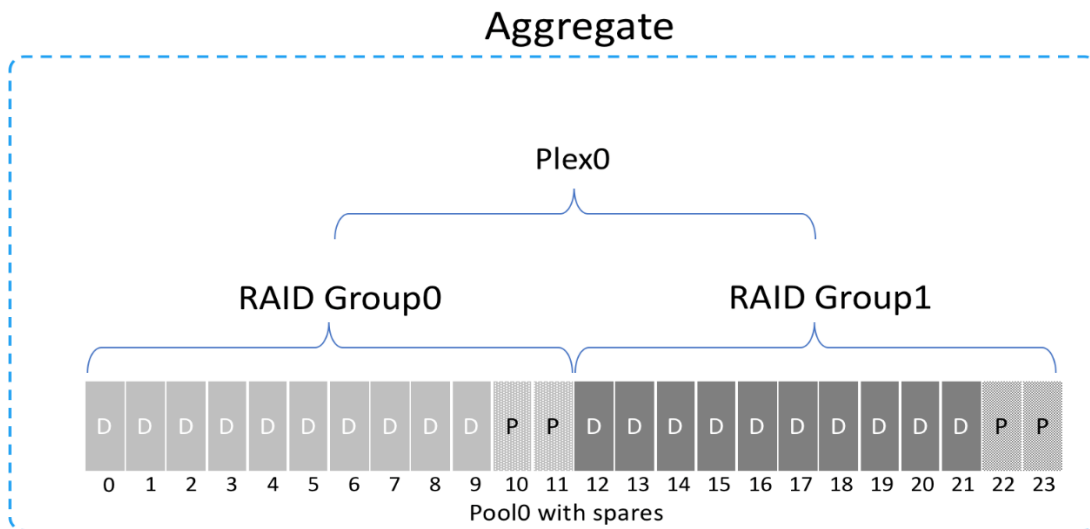 Aggregate
Plex0
RAID Group0
RAID Group1
D D D D D D D D D D P P D D D D D D D D D D P P
0 1 2 3 4 5 6 7 8 9 10 11 12 13 14 15 16 17 18 19 20 21 22 23
Pool0 with spares